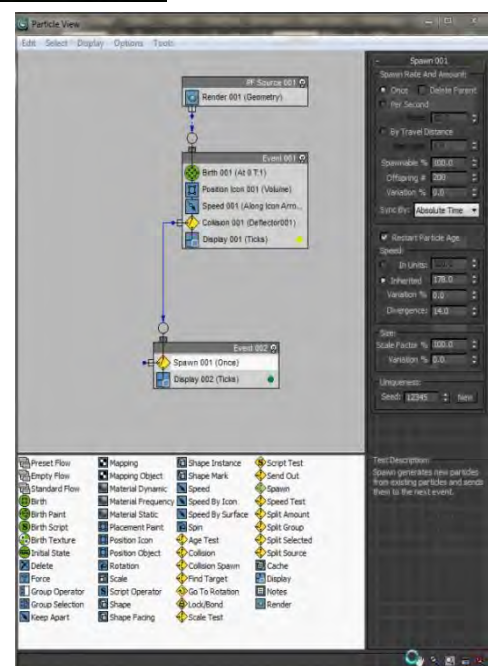 Particle View
Edit Select Display Options Tools
PF Source 001
Render 001 (Geometry)
Event 001
Birth 001 (At 0 T:1)
Position Icon 001 (Volume)
Speed 001 (Along Icon Arro...
Collision 001 (Deflector001)
Display 001 (Ticks)
Event 002
Spawn 001 (Once)
Display 002 (Ticks)
Spawn 001
Spawn Rate And Amount:
Once Delete Parent
Per Second
By Travel Distance
Spawnable % 100.0
Offspring # 200
Variation % 0.0
Sync By: Absolute Time
Restart Particle Age
Speed:
In Units:
Inherited 178.0
Variation % 0.0
Divergence: 14.0
Size:
Scale Factor % 100.0
Variation % 0.0
Uniqueness:
Seed: 12345 New
Preset Flow
Empty Flow
Standard Flow
Birth
Birth Paint
Birth Script
Birth Texture
Initial State
Delete
Force
Group Operator
Group Selection
Keep Apart
Mapping
Mapping Object
Material Dynamic
Material Frequency
Material Static
Placement Paint
Position Icon
Position Object
Rotation
Scale
Script Operator
Shape
Shape Facing
Shape Instance
Shape Mark
Speed
Speed By Icon
Speed By Surface
Spin
Age Test
Collision
Collision Spawn
Find Target
Go To Rotation
Lock/Bond
Scale Test
Script Test
Send Out
Spawn
Speed Test
Split Amount
Split Group
Split Selected
Split Source
Cache
Display
Notes
Render
Test Description:
Spawn generates new particles
from existing particles and sends
them to the next event.